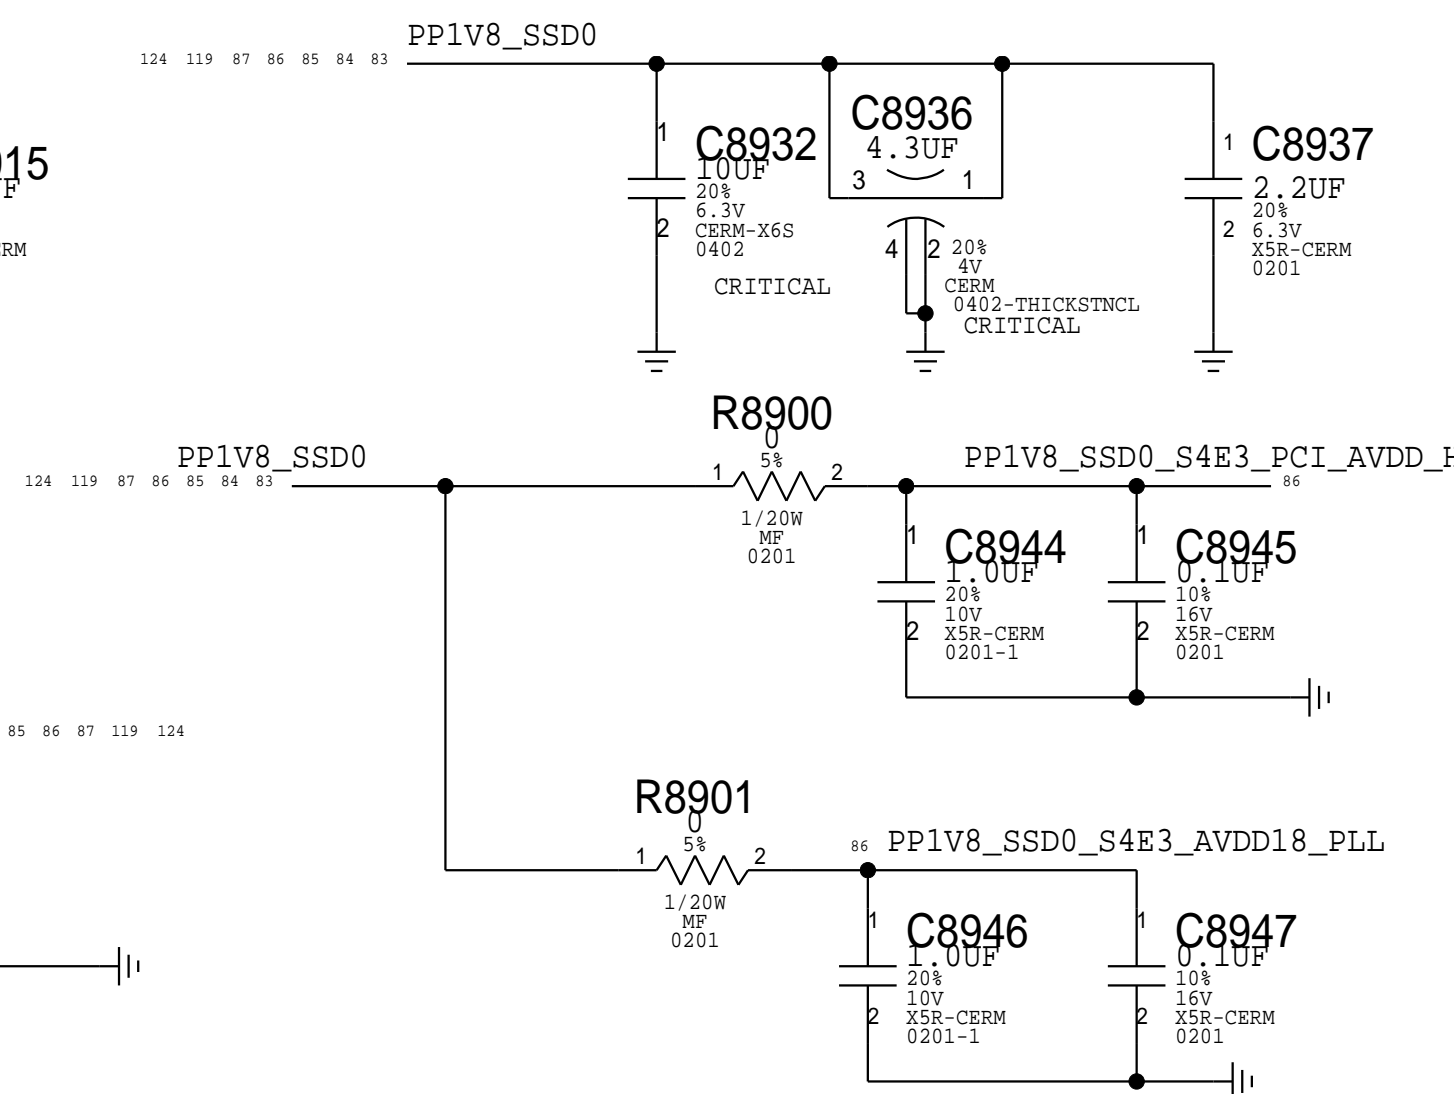 PP1V8_SSD0
124 119 87 86 85 84 83
15
F
ERM
1
C8932
10UF
20%
6.3V
CERM-X6S
0402
2
CRITICAL
C8936
4.3UF
3 1
4 2
20%
4V
CERM
0402-THICKSTNCL
CRITICAL
1
C8937
2.2UF
20%
6.3V
X5R-CERM
0201
2
PP1V8_SSD0
124 119 87 86 85 84 83
R8900
0
5%
1 2
1/20W
MF
0201
PP1V8_SSD0_S4E3_PCI_AVDD_H
86
1
C8944
1.0UF
20%
10V
X5R-CERM
0201-1
2
1
C8945
0.1UF
10%
16V
X5R-CERM
0201
2
85 86 87 119 124
R8901
0
5%
1 2
1/20W
MF
0201
86 PP1V8_SSD0_S4E3_AVDD18_PLL
1
C8946
1.0UF
20%
10V
X5R-CERM
0201-1
2
1
C8947
0.1UF
10%
16V
X5R-CERM
0201
2